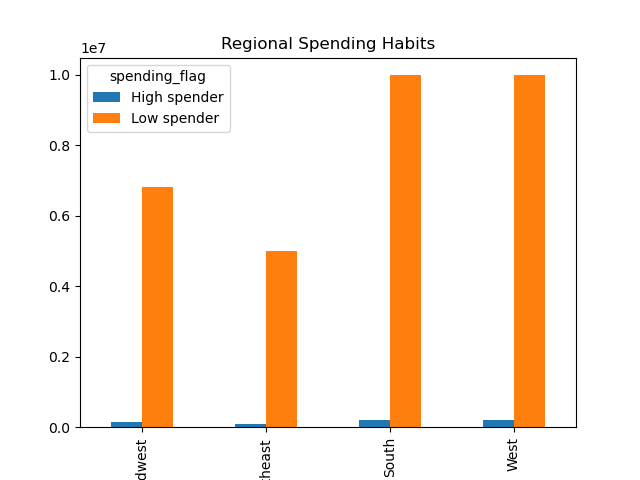 Regional Spending Habits
1e7
spending_flag
High spender
Low spender
1.0
0.8
0.6
0.4
0.2
0.0
dwest
theast
South
West